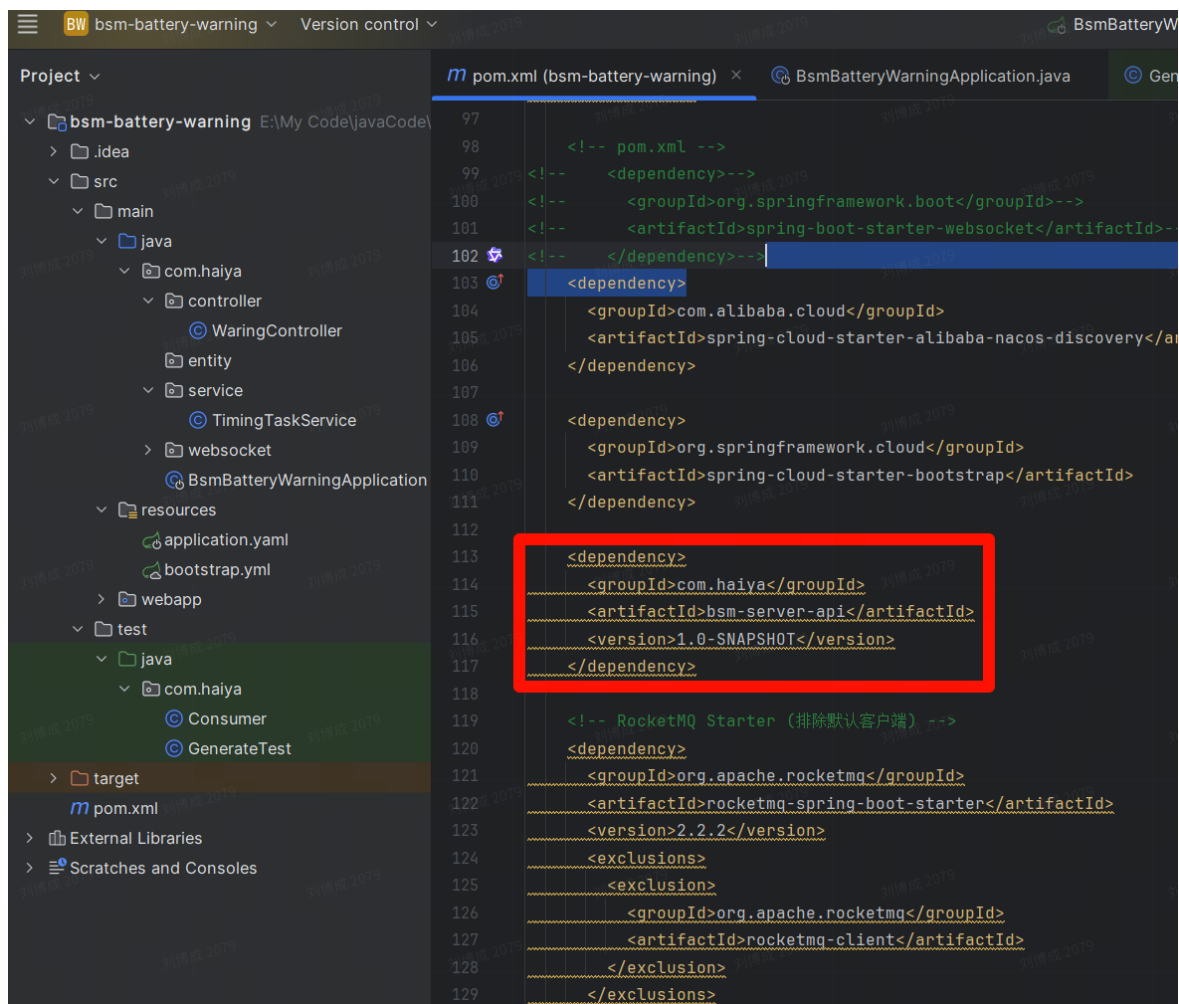 BW bsm-battery-warning Version control BsmBatteryW
Project
pom.xml (bsm-battery-warning) × BsmBatteryWarningApplication.java Gen
bsm-battery-warning E:\My Code\javaCode\
.idea
src
main
java
com.haiya
controller
WaringController
entity
service
TimingTaskService
websocket
BsmBatteryWarningApplication
resources
application.yaml
bootstrap.yml
webapp
test
java
com.haiya
Consumer
GenerateTest
target
pom.xml
External Libraries
Scratches and Consoles
97
98 <!-- pom.xml -->
99 <!-- <dependency>-->
100 <!-- <groupId>org.springframework.boot</groupId>-->
101 <!-- <artifactId>spring-boot-starter-websocket</artifactId>--
102 <!-- </dependency>-->
103 <dependency>
104 <groupId>com.alibaba.cloud</groupId>
105 <artifactId>spring-cloud-starter-alibaba-nacos-discovery</ar
106 </dependency>
107
108 <dependency>
109 <groupId>org.springframework.cloud</groupId>
110 <artifactId>spring-cloud-starter-bootstrap</artifactId>
111 </dependency>
112
113 <dependency>
114 <groupId>com.haiya</groupId>
115 <artifactId>bsm-server-api</artifactId>
116 <version>1.0-SNAPSHOT</version>
117 </dependency>
118
119 <!-- RocketMQ Starter (排除默认客户端) -->
120 <dependency>
121 <groupId>org.apache.rocketmq</groupId>
122 <artifactId>rocketmq-spring-boot-starter</artifactId>
123 <version>2.2.2</version>
124 <exclusions>
125 <exclusion>
126 <groupId>org.apache.rocketmq</groupId>
127 <artifactId>rocketmq-client</artifactId>
128 </exclusion>
129 </exclusions>
刘博成 2079